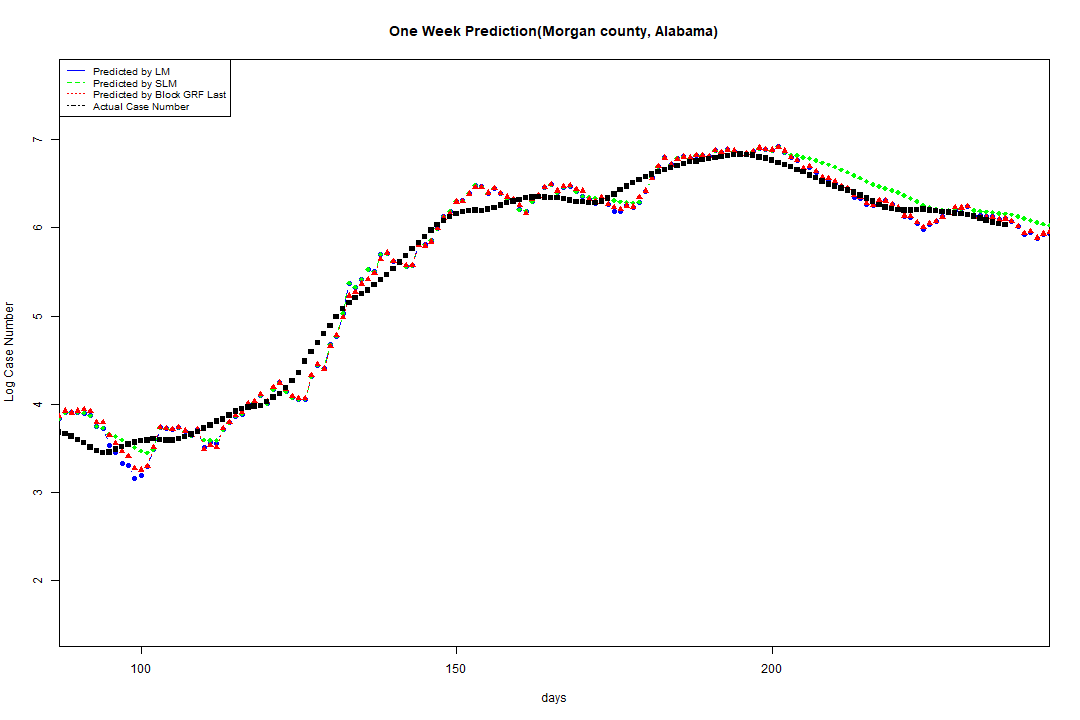 One Week Prediction(Morgan county, Alabama)
Predicted by LM
Predicted by SLM
Predicted by Block GRF Last
Actual Case Number
Log Case Number
7
6
5
4
3
2
100
150
200
days